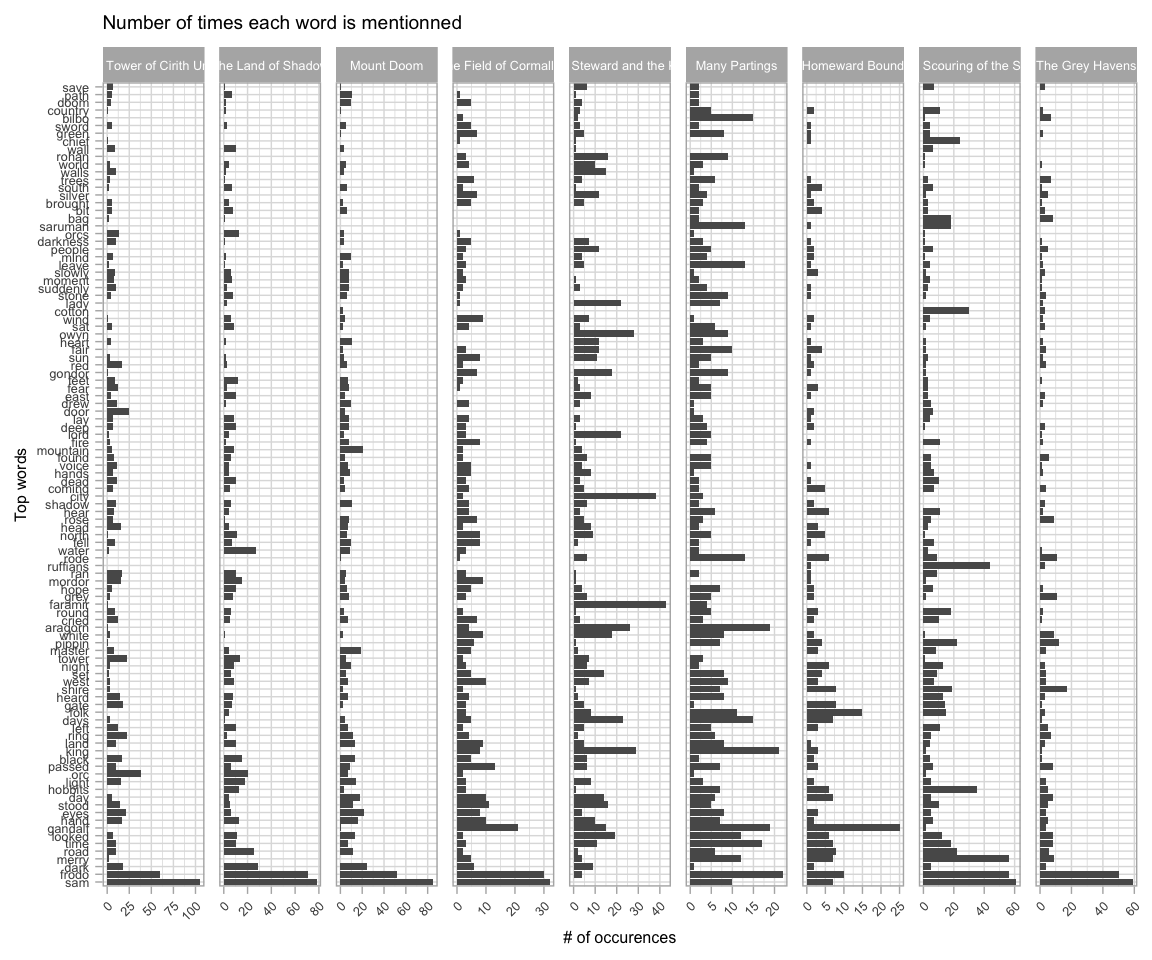 Number of times each word is mentionned
Tower of Cirith Un
he Land of Shadow
Mount Doom
e Field of Cormall
Steward and the K
Many Partings
Homeward Bound
Scouring of the S
The Grey Havens
Top words
save
path
doom
country
bilbo
sword
green
chief
wall
rohan
world
walls
trees
south
silver
brought
bit
bag
saruman
orcs
darkness
people
mind
leave
slowly
moment
suddenly
stone
lady
cotton
wind
sat
owyn
heart
fair
sun
red
gondor
feet
fear
east
drew
door
lay
deep
lord
fire
mountain
found
voice
hands
dead
coming
city
shadow
hear
rose
head
north
fell
water
rode
ruffians
ran
mordor
hope
grey
faramir
round
cried
aragorn
white
pippin
master
tower
night
set
west
shire
heard
gate
folk
days
left
ring
land
king
black
passed
orc
light
hobbits
day
stood
eyes
hand
gandalf
looked
time
road
merry
dark
frodo
sam
0 25 50 75 100
0 20 40 60 80
0 20 40 60 80
0 10 20 30
0 10 20 30 40
0 5 10 15 20
0 5 10 15 20 25
0 20 40 60
0 20 40 60
# of occurences